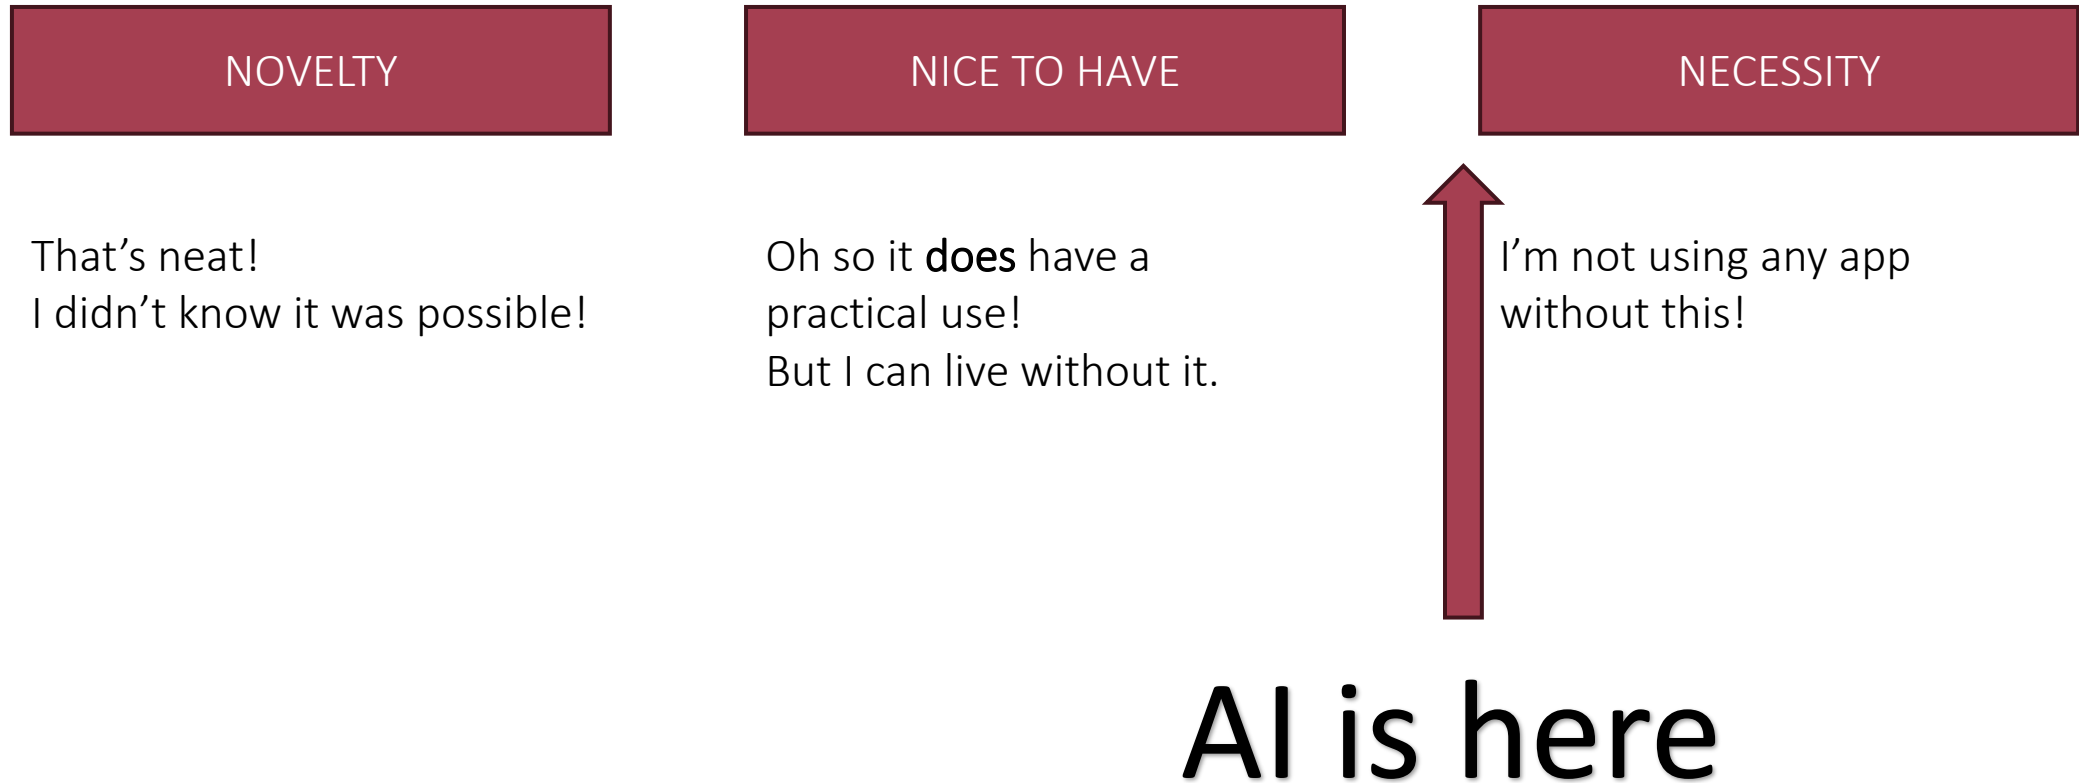 NOVELTY
NICE TO HAVE
NECESSITY
That’s neat!
I didn’t know it was possible!
Oh so it does have a
practical use!
But I can live without it.
I’m not using any app
without this!
AI is here